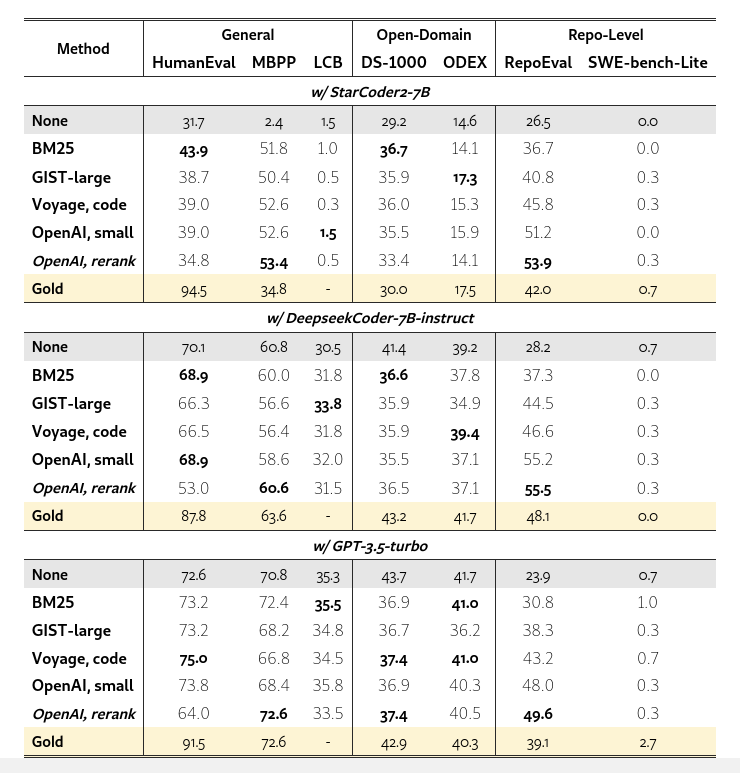 General Open-Domain Repo-Level
Method
HumanEval MBPP LCB DS-1000 ODEX RepoEval SWE-bench-Lite
w/ StarCoder2-7B
None 31.7 2.4 1.5 29.2 14.6 26.5 0.0
BM25 43.9 51.8 1.0 36.7 14.1 36.7 0.0
GIST-large 38.7 50.4 0.5 35.9 17.3 40.8 0.3
Voyage, code 39.0 52.6 0.3 36.0 15.3 45.8 0.3
OpenAI, small 39.0 52.6 1.5 35.5 15.9 51.2 0.0
OpenAI, rerank 34.8 53.4 0.5 33.4 14.1 53.9 0.3
Gold 94.5 34.8 - 30.0 17.5 42.0 0.7
w/ DeepseekCoder-7B-instruct
None 70.1 60.8 30.5 41.4 39.2 28.2 0.7
BM25 68.9 60.0 31.8 36.6 37.8 37.3 0.0
GIST-large 66.3 56.6 33.8 35.9 34.9 44.5 0.3
Voyage, code 66.5 56.4 31.8 35.9 39.4 46.6 0.3
OpenAI, small 68.9 58.6 32.0 35.5 37.1 55.2 0.3
OpenAI, rerank 53.0 60.6 31.5 36.5 37.1 55.5 0.3
Gold 87.8 63.6 - 43.2 41.7 48.1 0.0
w/ GPT-3.5-turbo
None 72.6 70.8 35.3 43.7 41.7 23.9 0.7
BM25 73.2 72.4 35.5 36.9 41.0 30.8 1.0
GIST-large 73.2 68.2 34.8 36.7 36.2 38.3 0.3
Voyage, code 75.0 66.8 34.5 37.4 41.0 43.2 0.7
OpenAI, small 73.8 68.4 35.8 36.9 40.3 48.0 0.3
OpenAI, rerank 64.0 72.6 33.5 37.4 40.5 49.6 0.3
Gold 91.5 72.6 - 42.9 40.3 39.1 2.7